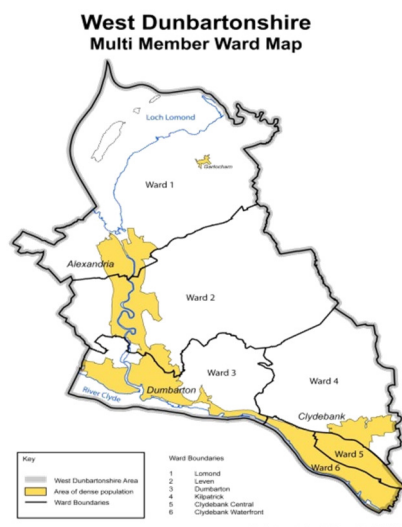 West Dunbartonshire
Multi Member Ward Map
Loch Lomond
Gartocharn
Ward 1
Alexandria
Ward 2
Ward 3
Dumbarton
Ward 4
River Clyde
Clydebank
Ward 5
Ward 6
Key
West Dunbartonshire Area
Area of dense population
Ward Boundaries
Ward Boundaries
1 Lomond
2 Leven
3 Dumbarton
4 Kilpatrick
5 Clydebank Central
6 Clydebank Waterfront